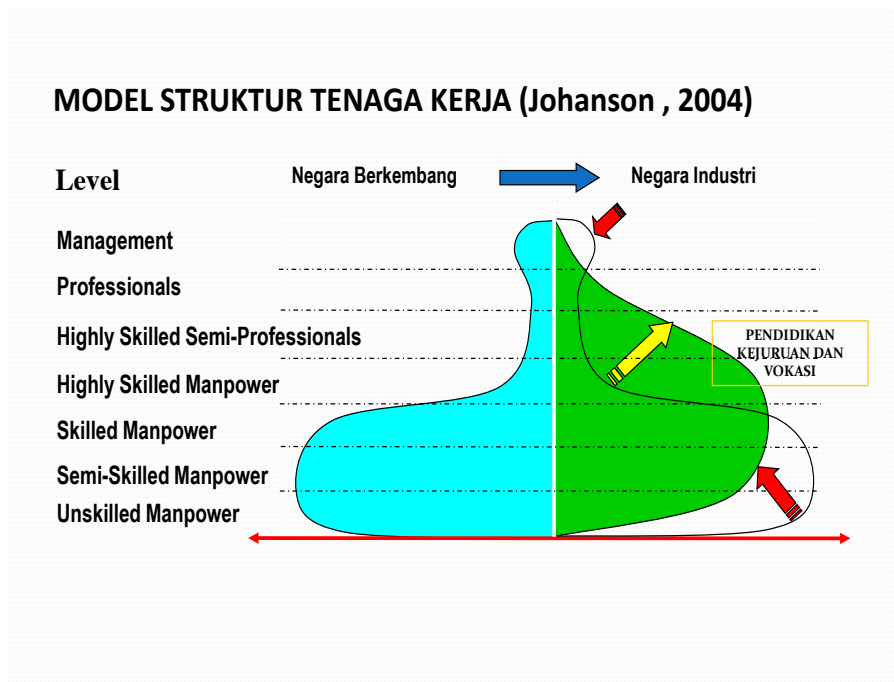 MODEL STRUKTUR TENAGA KERJA (Johanson , 2004)
Level
Negara Berkembang
Negara Industri
Management
Professionals
Highly Skilled Semi-Professionals
Highly Skilled Manpower
Skilled Manpower
Semi-Skilled Manpower
Unskilled Manpower
PENDIDIKAN
KEJURUAN DAN
VOKASI